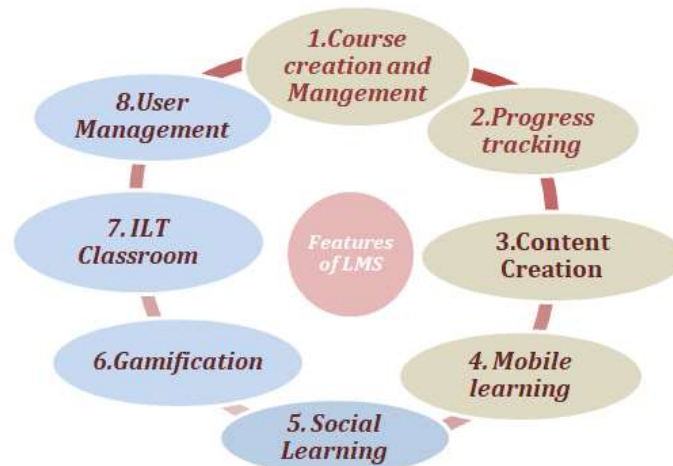 1.Course
creation and
Mangement
2.Progress
tracking
3.Content
Creation
4. Mobile
learning
5. Social
Learning
6.Gamification
7. ILT
Classroom
8.User
Management
Features
of LMS